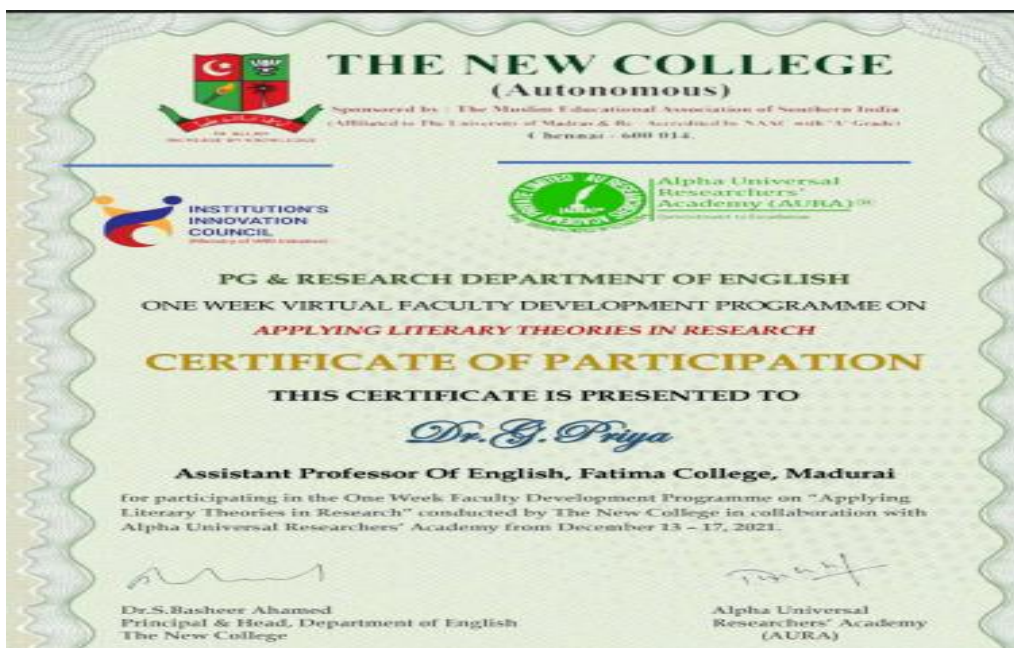 THE NEW COLLEGE
(Autonomous)
Sponsored by : The Muslim Educational Association of Southern India
(Affiliated to The University of Madras & Re - Accredited by NAAC with 'A' Grade)
Chennai - 600 014.
INSTITUTION'S
INNOVATION
COUNCIL
Alpha Universal
Researchers'
Academy (AURA)
PG & RESEARCH DEPARTMENT OF ENGLISH
ONE WEEK VIRTUAL FACULTY DEVELOPMENT PROGRAMME ON
APPLYING LITERARY THEORIES IN RESEARCH
CERTIFICATE OF PARTICIPATION
THIS CERTIFICATE IS PRESENTED TO
Dr.G.Priya
Assistant Professor Of English, Fatima College, Madurai
for participating in the One Week Faculty Development Programme on "Applying
Literary Theories in Research" conducted by The New College in collaboration with
Alpha Universal Researchers' Academy from December 13 – 17, 2021.
Dr.S.Basheer Ahamed
Principal & Head, Department of English
The New College
Alpha Universal
Researchers' Academy
(AURA)